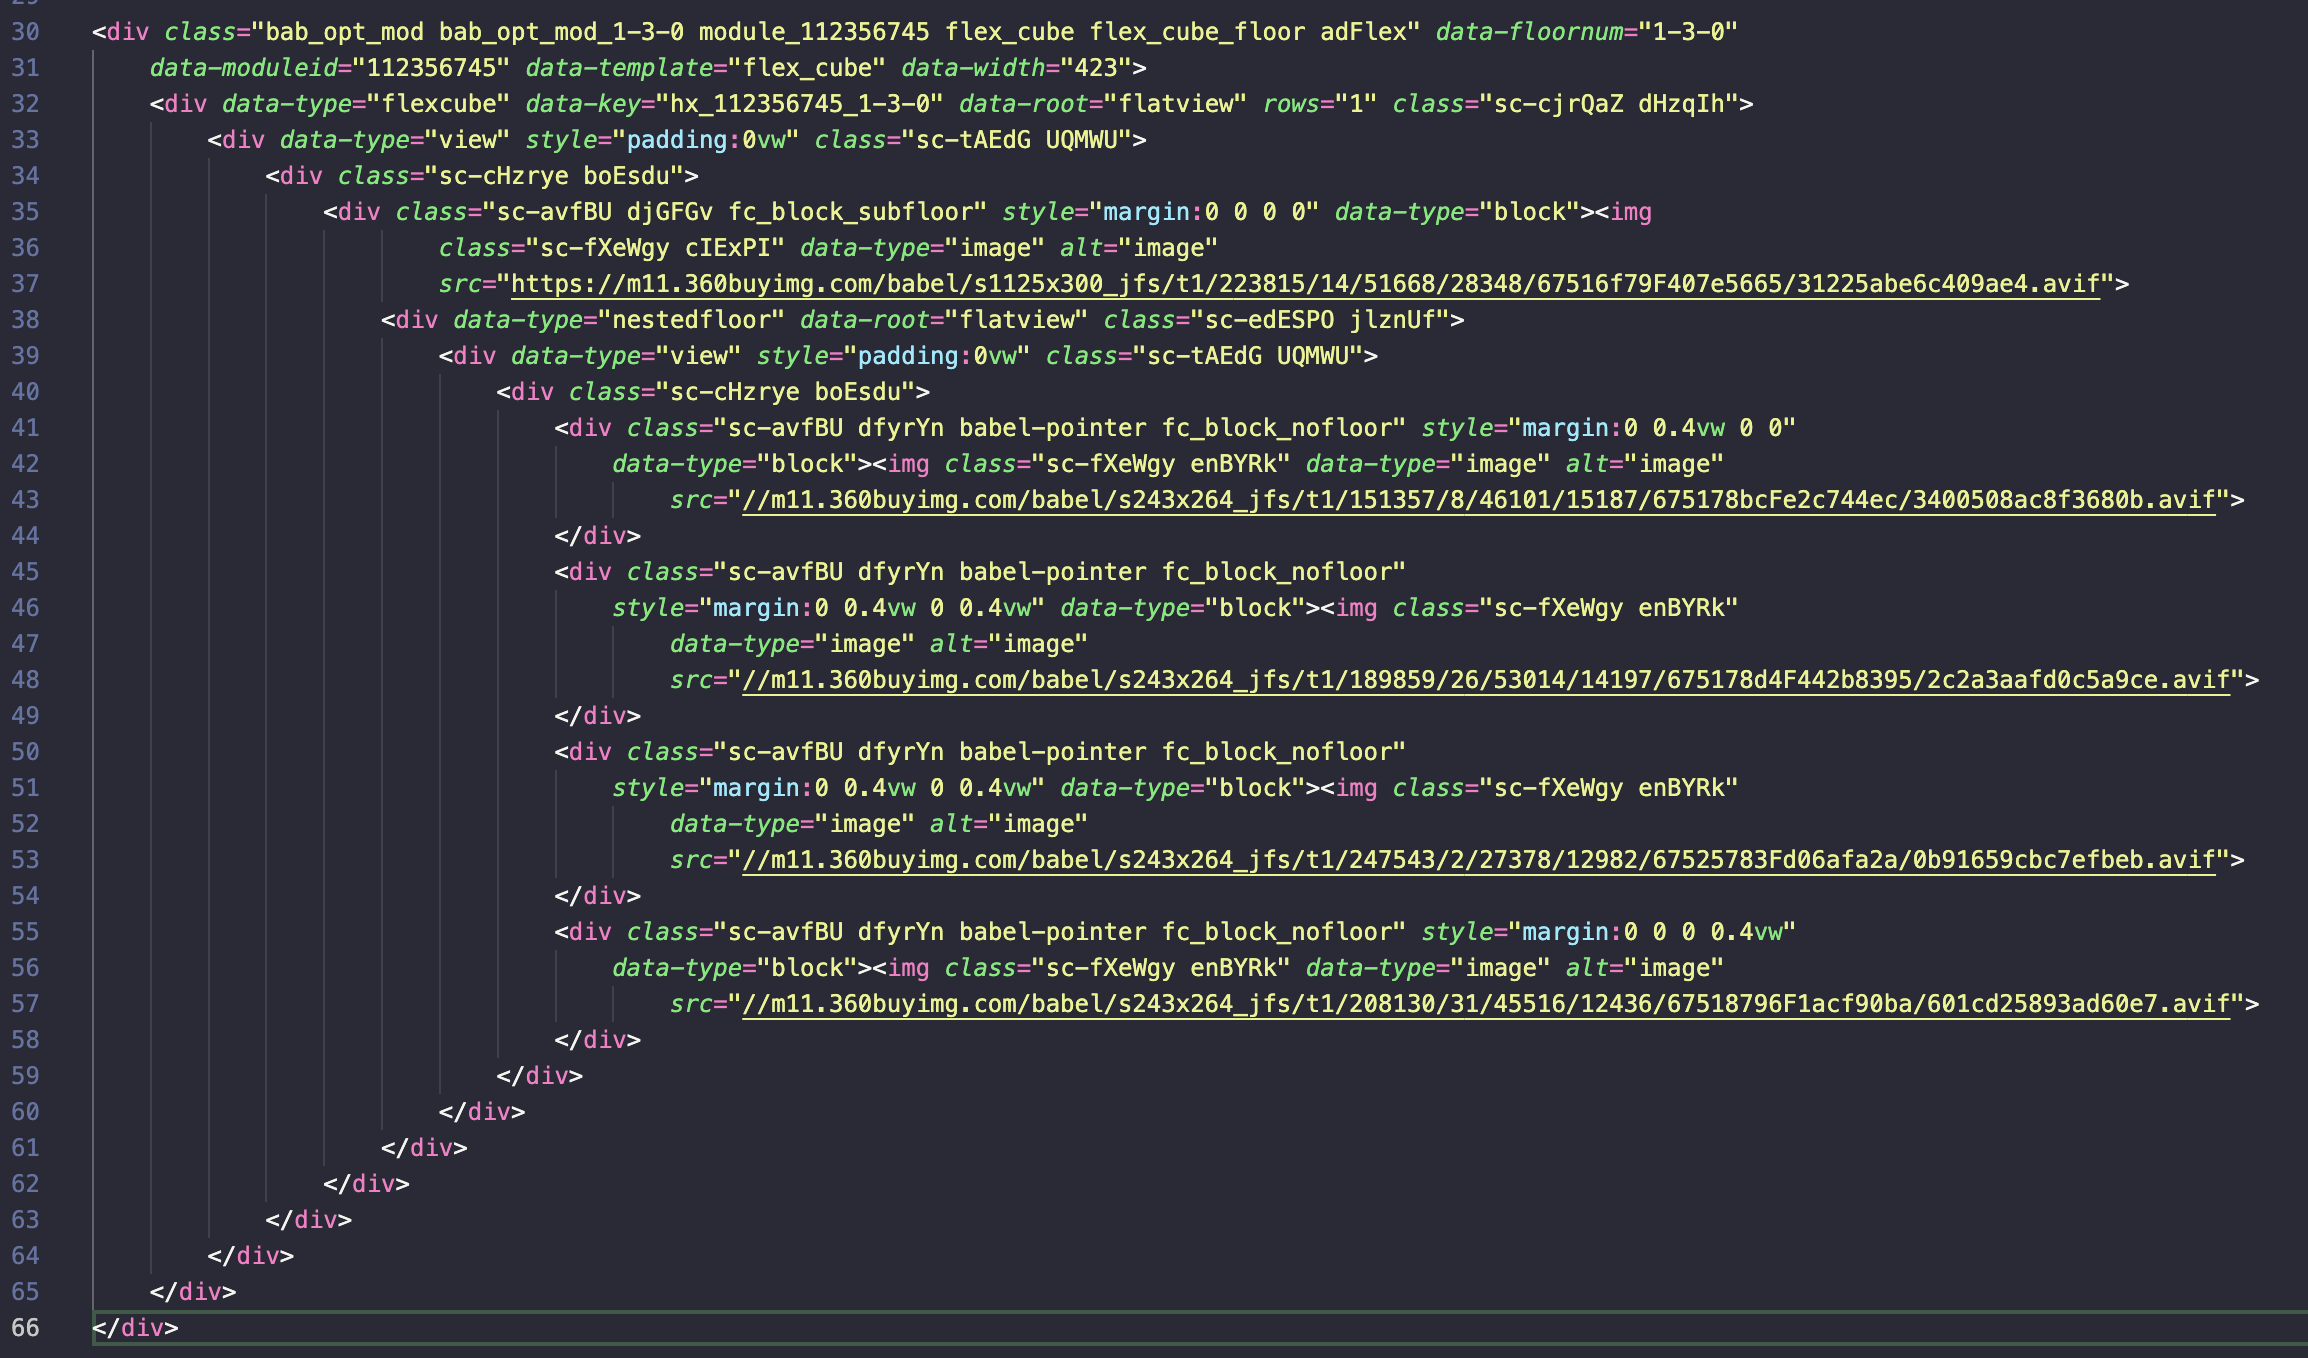 30 <div class="bab_opt_mod bab_opt_mod_1-3-0 module_112356745 flex_cube flex_cube_floor adFlex" data-floornum="1-3-0"
31 data-moduleid="112356745" data-template="flex_cube" data-width="423">
32 <div data-type="flexcube" data-key="hx_112356745_1-3-0" data-root="flatview" rows="1" class="sc-cjrQaZ dHzqIh">
33 <div data-type="view" style="padding:0vw" class="sc-tAEdG UQMWU">
34 <div class="sc-cHzrye boEsdu">
35 <div class="sc-avfBU djGFGv fc_block_subfloor" style="margin:0 0 0 0" data-type="block"><img
36 class="sc-fXeWgy cIExPI" data-type="image" alt="image"
37 src="https://m11.360buyimg.com/babel/s1125x300_jfs/t1/223815/14/51668/28348/67516f79F407e5665/31225abe6c409ae4.avif">
38 <div data-type="nestedfloor" data-root="flatview" class="sc-edESPO jlznUf">
39 <div data-type="view" style="padding:0vw" class="sc-tAEdG UQMWU">
40 <div class="sc-cHzrye boEsdu">
41 <div class="sc-avfBU dfyrYn babel-pointer fc_block_nofloor" style="margin:0 0.4vw 0 0"
42 data-type="block"><img class="sc-fXeWgy enBYRk" data-type="image" alt="image"
43 src="//m11.360buyimg.com/babel/s243x264_jfs/t1/151357/8/46101/15187/675178bcFe2c744ec/3400508ac8f3680b.avif">
44 </div>
45 <div class="sc-avfBU dfyrYn babel-pointer fc_block_nofloor"
46 style="margin:0 0.4vw 0 0.4vw" data-type="block"><img class="sc-fXeWgy enBYRk"
47 data-type="image" alt="image"
48 src="//m11.360buyimg.com/babel/s243x264_jfs/t1/189859/26/53014/14197/675178d4F442b8395/2c2a3aafd0c5a9ce.avif">
49 </div>
50 <div class="sc-avfBU dfyrYn babel-pointer fc_block_nofloor"
51 style="margin:0 0.4vw 0 0.4vw" data-type="block"><img class="sc-fXeWgy enBYRk"
52 data-type="image" alt="image"
53 src="//m11.360buyimg.com/babel/s243x264_jfs/t1/247543/2/27378/12982/67525783Fd06afa2a/0b91659cbc7efbeb.avif">
54 </div>
55 <div class="sc-avfBU dfyrYn babel-pointer fc_block_nofloor" style="margin:0 0 0 0.4vw"
56 data-type="block"><img class="sc-fXeWgy enBYRk" data-type="image" alt="image"
57 src="//m11.360buyimg.com/babel/s243x264_jfs/t1/208130/31/45516/12436/67518796F1acf90ba/601cd25893ad60e7.avif">
58 </div>
59 </div>
60 </div>
61 </div>
62 </div>
63 </div>
64 </div>
65 </div>
66 </div>